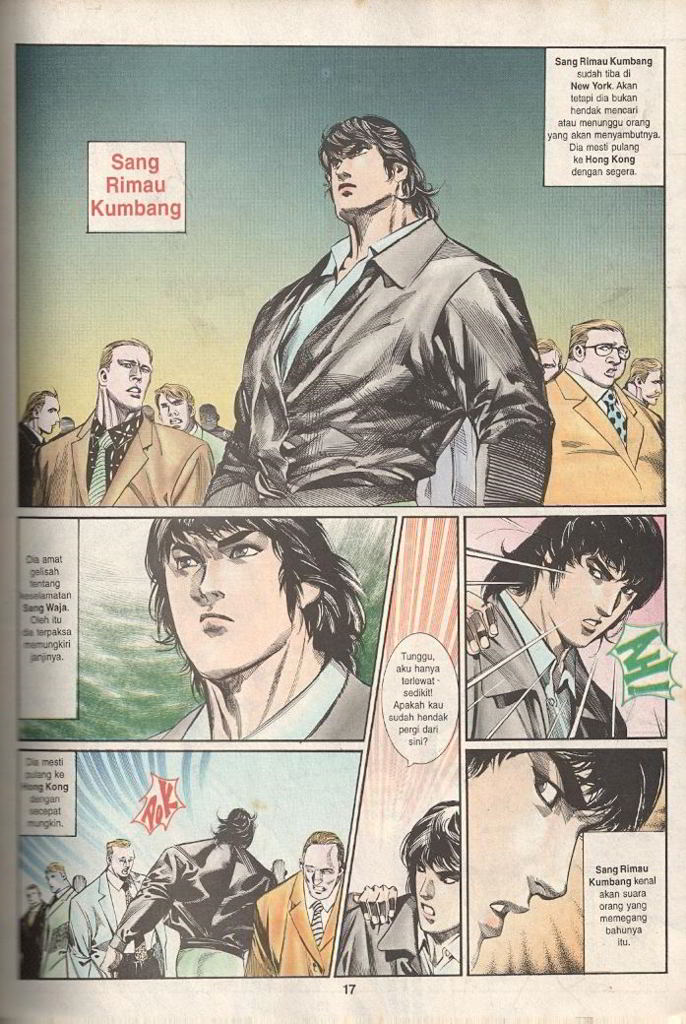 Sang Rimau Kumbang
sudah tiba di
New York. Akan
tetapi dia bukan
hendak mencari
atau menunggu orang
yang akan menyambutnya.
Dia mesti pulang
ke Hong Kong
dengan segera.
Sang
Rimau
Kumbang
Dia amat
gelisah
tentang
keselamatan
Sang Waja.
Oleh itu
dia terpaksa
memungkiri
janjinya.
Tunggu,
aku hanya
terlewat -
sedikit!
Apakah kau
sudah hendak
pergi dari
sini?
AH!
Dia mesti
pulang ke
Hong Kong
dengan
secepat
mungkin.
POK
Sang Rimau
Kumbang kenal
akan suara
orang yang
memegang
bahunya
itu.
17